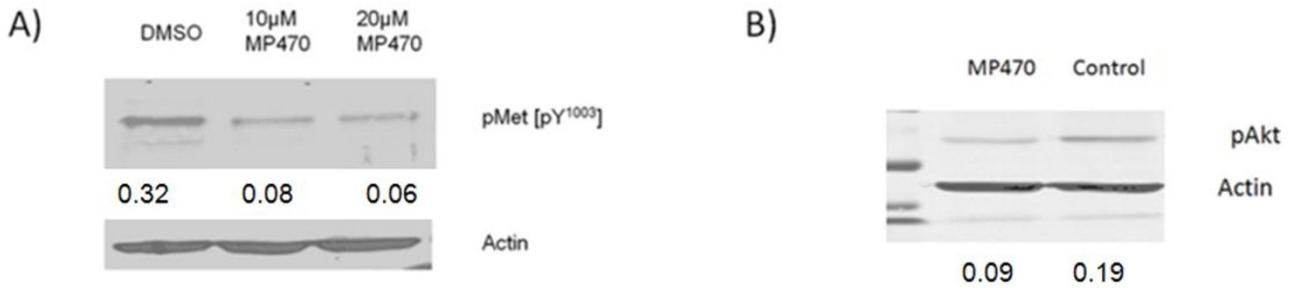 A)
DMSO
10µM
MP470
20µM
MP470
pMet [pY¹⁰⁰³]
0.32 0.08 0.06
Actin
B)
MP470 Control
pAkt
Actin
0.09 0.19